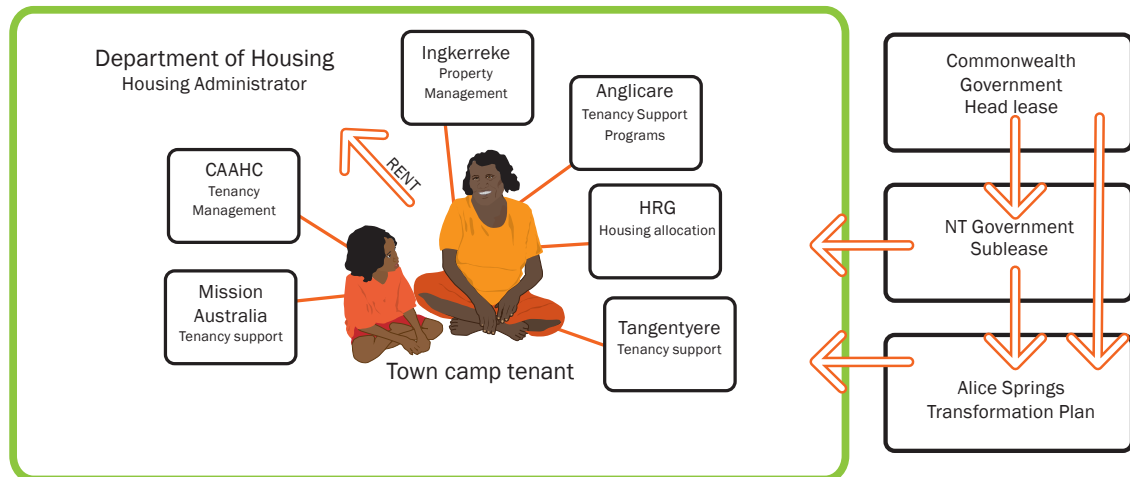 Department of Housing
Housing Administrator
Ingkerreke
Property
Management
Anglicare
Tenancy Support
Programs
RENT
CAAHC
Tenancy
Management
HRG
Housing allocation
Mission
Australia
Tenancy support
Tangentyere
Tenancy support
Town camp tenant
Commonwealth
Government
Head lease
NT Government
Sublease
Alice Springs
Transformation Plan